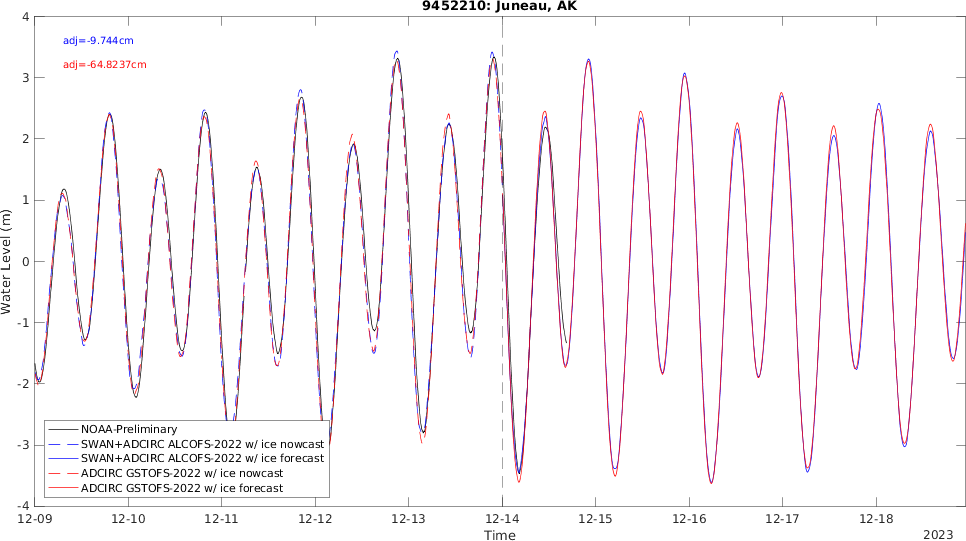 9452210: Juneau, AK
adj=-9.744cm
adj=-64.8237cm
4
3
2
1
0
-1
-2
-3
-4
Water Level (m)
NOAA-Preliminary
SWAN+ADCIRC ALCOFS-2022 w/ ice nowcast
SWAN+ADCIRC ALCOFS-2022 w/ ice forecast
ADCIRC GSTOFS-2022 w/ ice nowcast
ADCIRC GSTOFS-2022 w/ ice forecast
12-09 12-10 12-11 12-12 12-13 12-14 12-15 12-16 12-17 12-18
Time
2023